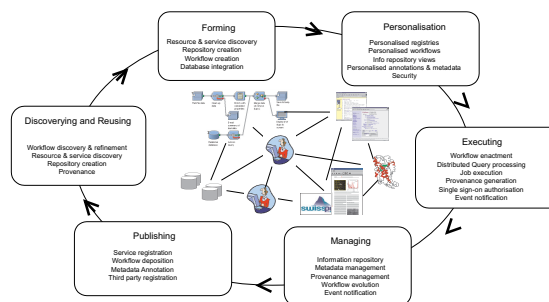 Forming
Resource & service discovery
Repository creation
Workflow creation
Database integration
Personalisation
Personalised registries
Personalised workflows
Info repository views
Personalised annotations & metadata
Security
Discoverying and Reusing
Workflow discovery & refinement
Resource & service discovery
Repository creation
Provenance
Executing
Workflow enactment
Distributed Query processing
Job execution
Provenance generation
Single sign-on authorisation
Event notification
Publishing
Service registration
Workflow deposition
Metadata Annotation
Third party registration
Managing
Information repository
Metadata management
Provenance management
Workflow evolution
Event notification